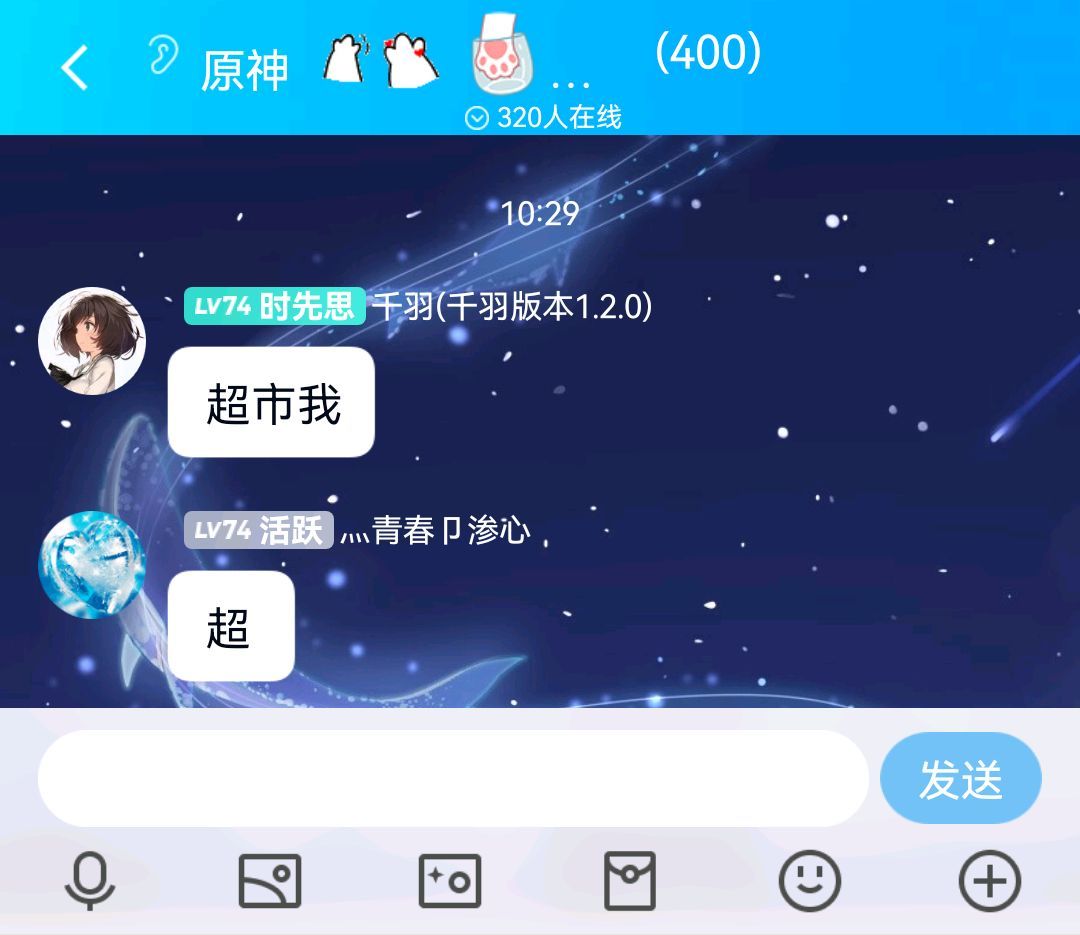 原神 ... (400)
320人在线
10:29
LV74 时先思 千羽(千羽版本1.2.0)
超市我
LV74 活跃 灬青春卩渗心
超
发送